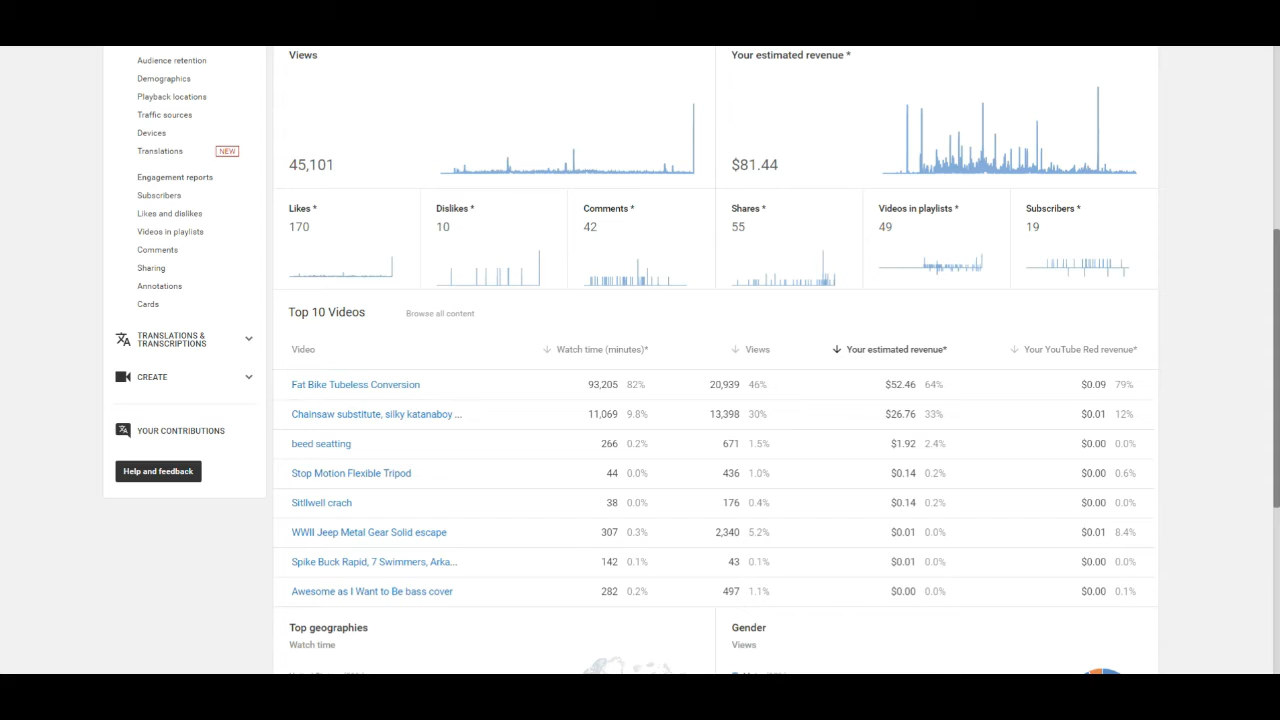 Audience retention
Demographics
Playback locations
Traffic sources
Devices
Translations NEW
Engagement reports
Subscribers
Likes and dislikes
Videos in playlists
Comments
Sharing
Annotations
Cards
TRANSLATIONS &
TRANSCRIPTIONS
CREATE
YOUR CONTRIBUTIONS
Help and feedback
Views
45,101
Your estimated revenue *
$81.44
Likes *
170
Dislikes *
10
Comments *
42
Shares *
55
Videos in playlists *
49
Subscribers *
19
Top 10 Videos Browse all content
Video Watch time (minutes)* Views Your estimated revenue* Your YouTube Red revenue*
Fat Bike Tubeless Conversion 93,205 82% 20,939 46% $52.46 64% $0.09 79%
Chainsaw substitute, silky katanaboy ... 11,069 9.8% 13,398 30% $26.76 33% $0.01 12%
beed seatting 266 0.2% 671 1.5% $1.92 2.4% $0.00 0.0%
Stop Motion Flexible Tripod 44 0.0% 436 1.0% $0.14 0.2% $0.00 0.6%
Sitllwell crach 38 0.0% 176 0.4% $0.14 0.2% $0.00 0.0%
WWII Jeep Metal Gear Solid escape 307 0.3% 2,340 5.2% $0.01 0.0% $0.01 8.4%
Spike Buck Rapid, 7 Swimmers, Arka... 142 0.1% 43 0.1% $0.01 0.0% $0.00 0.0%
Awesome as I Want to Be bass cover 282 0.2% 497 1.1% $0.00 0.0% $0.00 0.1%
Top geographies
Watch time
Gender
Views